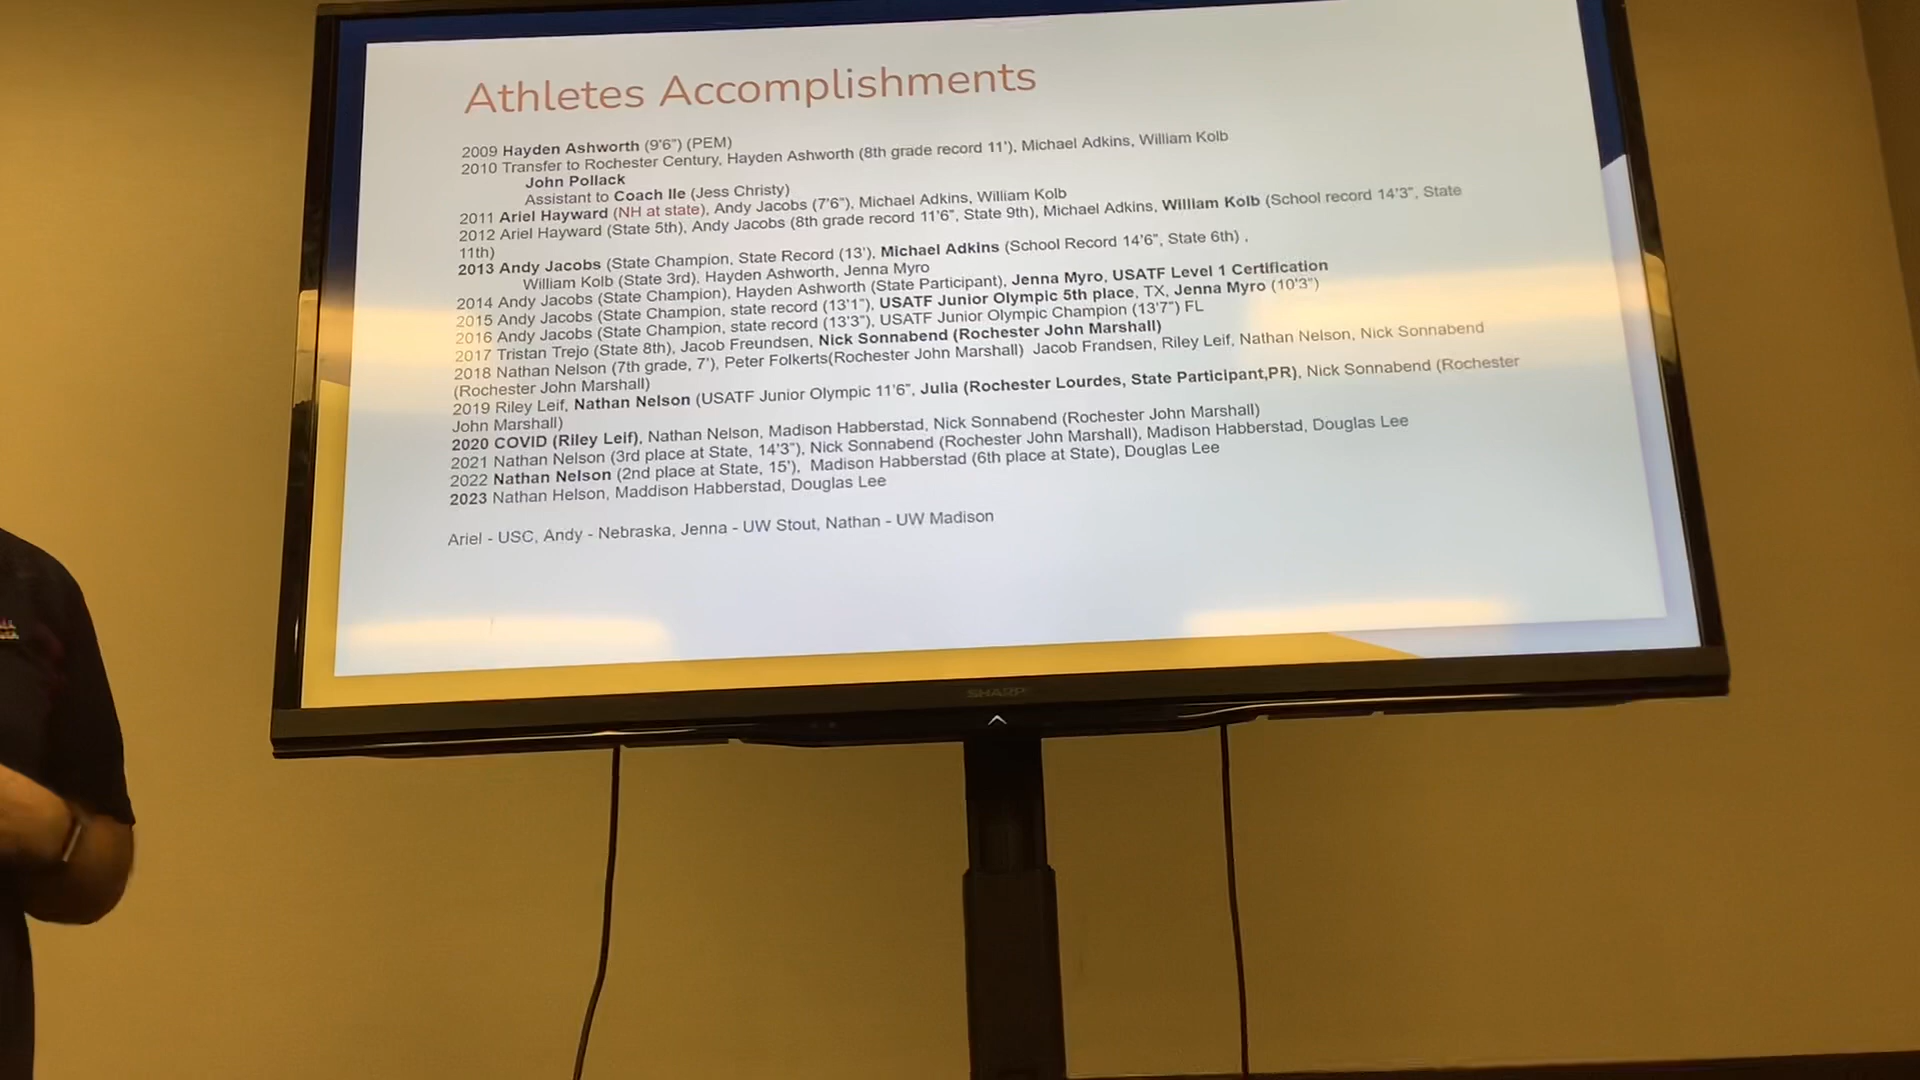 Athletes Accomplishments
2009 Hayden Ashworth (9'6") (PEM)
2010 Transfer to Rochester Century, Hayden Ashworth (8th grade record 11'), Michael Adkins, William Kolb
John Pollack
Assistant to Coach Ile (Jess Christy)
2011 Ariel Hayward (NH at state), Andy Jacobs (7'6"), Michael Adkins, William Kolb
2012 Ariel Hayward (State 5th), Andy Jacobs (8th grade record 11'6", State 9th), Michael Adkins, William Kolb (School record 14'3", State
11th)
2013 Andy Jacobs (State Champion, State Record (13'), Michael Adkins (School Record 14'6", State 6th) ,
William Kolb (State 3rd), Hayden Ashworth, Jenna Myro
2014 Andy Jacobs (State Champion), Hayden Ashworth (State Participant), Jenna Myro, USATF Level 1 Certification
2015 Andy Jacobs (State Champion, state record (13'1"), USATF Junior Olympic 5th place, TX, Jenna Myro (10'3")
2016 Andy Jacobs (State Champion, state record (13'3"), USATF Junior Olympic Champion (13'7") FL
2017 Tristan Trejo (State 8th), Jacob Freundsen, Nick Sonnabend (Rochester John Marshall)
2018 Nathan Nelson (7th grade, 7'), Peter Folkerts(Rochester John Marshall) Jacob Frandsen, Riley Leif, Nathan Nelson, Nick Sonnabend
(Rochester John Marshall)
2019 Riley Leif, Nathan Nelson (USATF Junior Olympic 11'6", Julia (Rochester Lourdes, State Participant,PR), Nick Sonnabend (Rochester
John Marshall)
2020 COVID (Riley Leif), Nathan Nelson, Madison Habberstad, Nick Sonnabend (Rochester John Marshall)
2021 Nathan Nelson (3rd place at State, 14'3"), Nick Sonnabend (Rochester John Marshall), Madison Habberstad, Douglas Lee
2022 Nathan Nelson (2nd place at State, 15'), Madison Habberstad (6th place at State), Douglas Lee
2023 Nathan Helson, Maddison Habberstad, Douglas Lee
Ariel - USC, Andy - Nebraska, Jenna - UW Stout, Nathan - UW Madison
SHARP